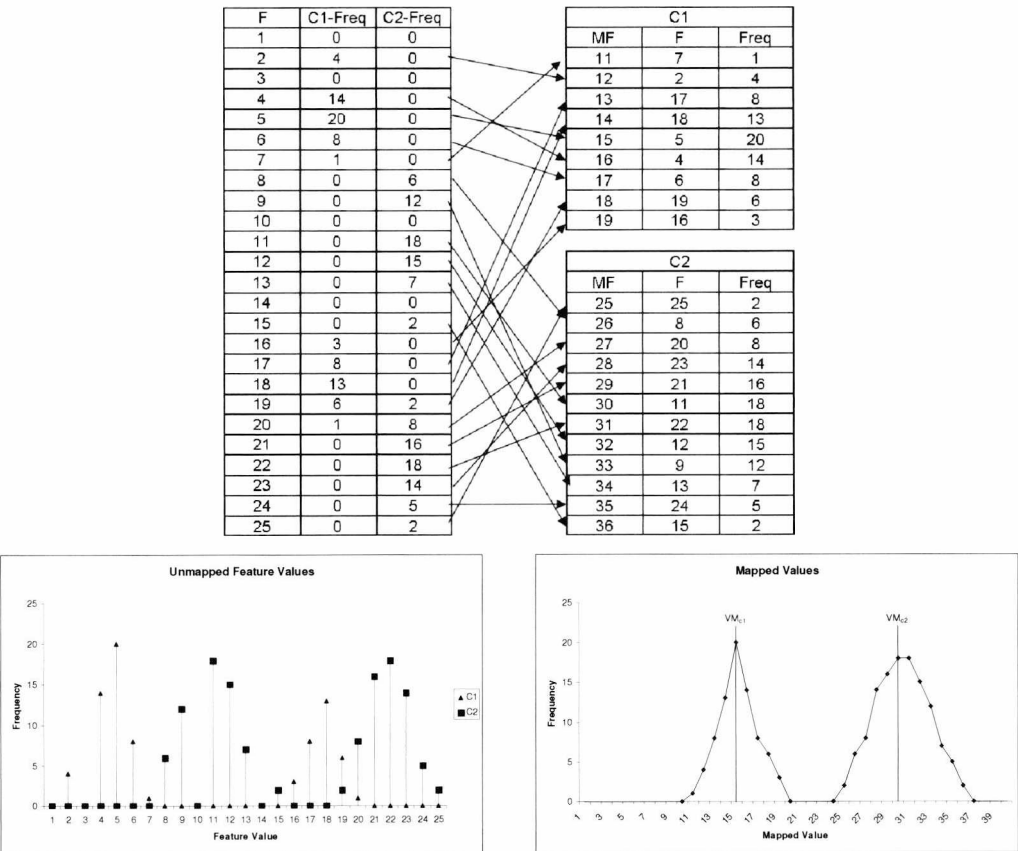 F C1-Freq C2-Freq
1 0 0
2 4 0
3 0 0
4 14 0
5 20 0
6 8 0
7 1 0
8 0 6
9 0 12
10 0 0
11 0 18
12 0 15
13 0 7
14 0 0
15 0 2
16 3 0
17 8 0
18 13 0
19 6 2
20 1 8
21 0 16
22 0 18
23 0 14
24 0 5
25 0 2
C1
MF F Freq
11 7 1
12 2 4
13 17 8
14 18 13
15 5 20
16 4 14
17 6 8
18 19 6
19 16 3
C2
MF F Freq
25 25 2
26 8 6
27 20 8
28 23 14
29 21 16
30 11 18
31 22 18
32 12 15
33 9 12
34 13 7
35 24 5
36 15 2
Unmapped Feature Values
25
20
15
10
5
0
Frequency
1 2 3 4 5 6 7 8 9 10 11 12 13 14 15 16 17 18 19 20 21 22 23 24 25
Feature Value
C1
C2
Mapped Values
25
20
15
10
5
0
Frequency
VMc1
VMc2
1 3 5 7 9 11 13 15 17 19 21 23 25 27 29 31 33 35 37 39
Mapped Value